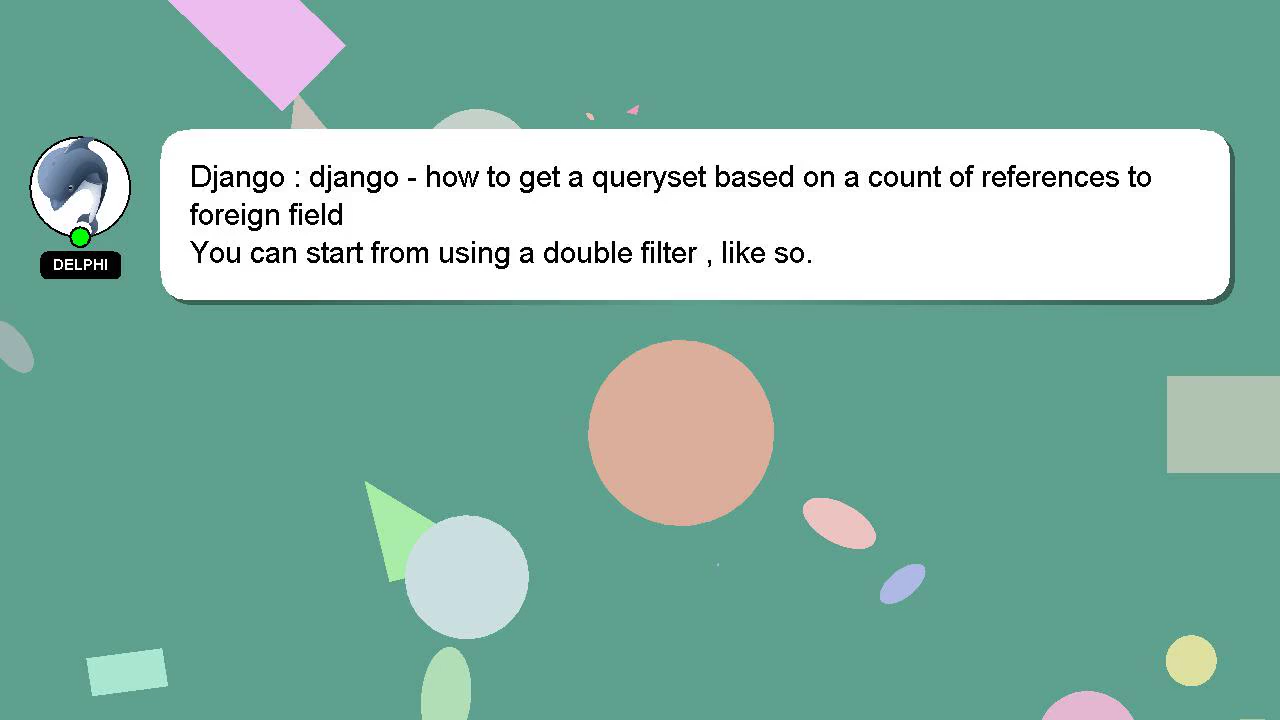 Django : django - how to get a queryset based on a count of references to
foreign field
You can start from using a double filter , like so.
DELPHI